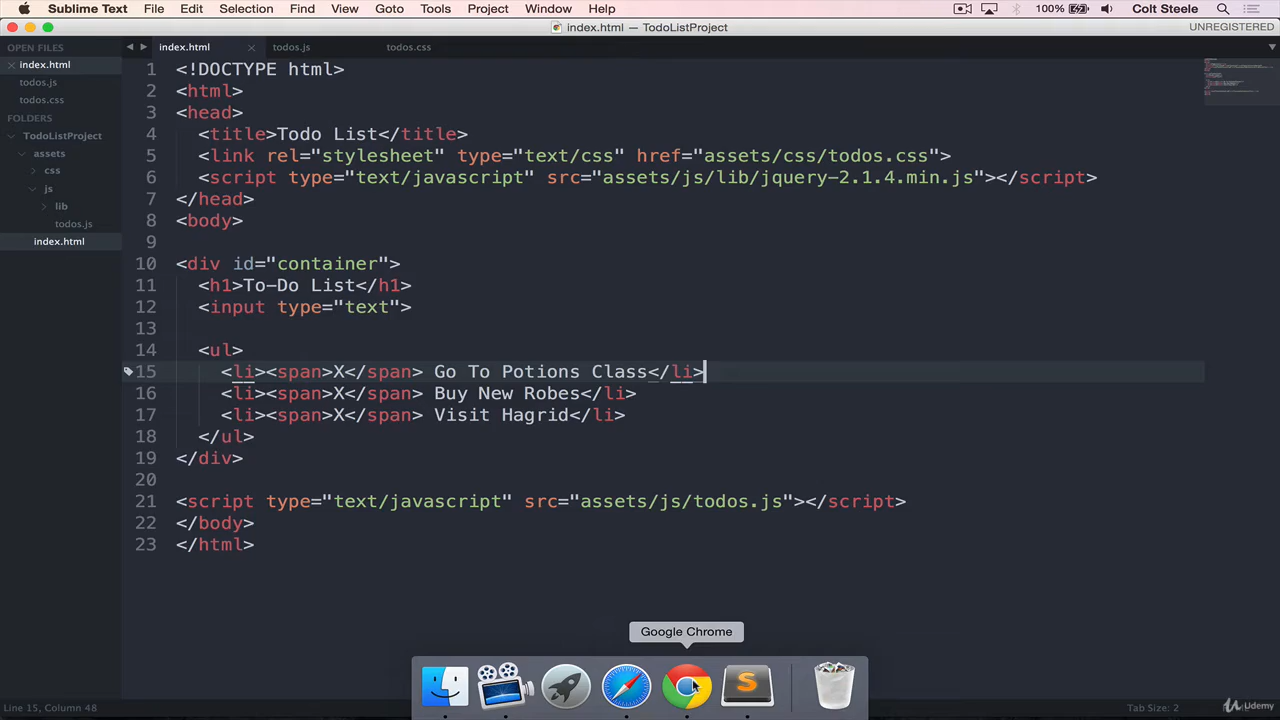 Sublime Text File Edit Selection Find View Goto Tools Project Window Help 100% Colt Steele
index.html — TodoListProject UNREGISTERED
OPEN FILES
index.html
todos.js
todos.css
FOLDERS
TodoListProject
assets
css
js
lib
todos.js
index.html
index.html todos.js todos.css
1 <!DOCTYPE html>
2 <html>
3 <head>
4 <title>Todo List</title>
5 <link rel="stylesheet" type="text/css" href="assets/css/todos.css">
6 <script type="text/javascript" src="assets/js/lib/jquery-2.1.4.min.js"></script>
7 </head>
8 <body>
9
10 <div id="container">
11 <h1>To-Do List</h1>
12 <input type="text">
13
14 <ul>
15 <li><span>X</span> Go To Potions Class</li>
16 <li><span>X</span> Buy New Robes</li>
17 <li><span>X</span> Visit Hagrid</li>
18 </ul>
19 </div>
20
21 <script type="text/javascript" src="assets/js/todos.js"></script>
22 </body>
23 </html>
Google Chrome
Line 15, Column 48 Tab Size: 2 Udemy